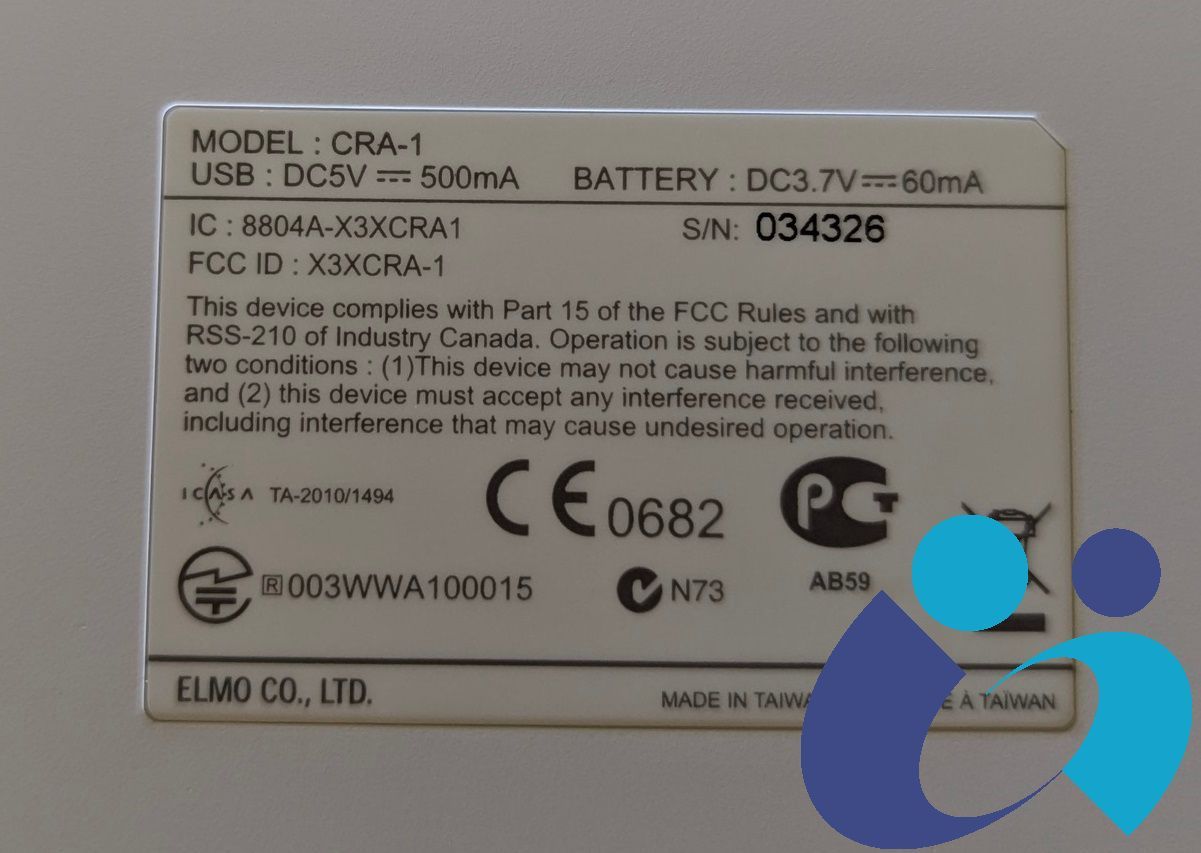 MODEL : CRA-1
USB : DC5V ⎓ 500mA BATTERY : DC3.7V ⎓ 60mA
IC : 8804A-X3XCRA1 S/N: 034326
FCC ID : X3XCRA-1
This device complies with Part 15 of the FCC Rules and with
RSS-210 of Industry Canada. Operation is subject to the following
two conditions : (1)This device may not cause harmful interference,
and (2) this device must accept any interference received,
including interference that may cause undesired operation.
ICASA TA-2010/1494 CE 0682 PCT
R 003WWA100015 N73 AB59
ELMO CO., LTD. MADE IN À TAÏWAN